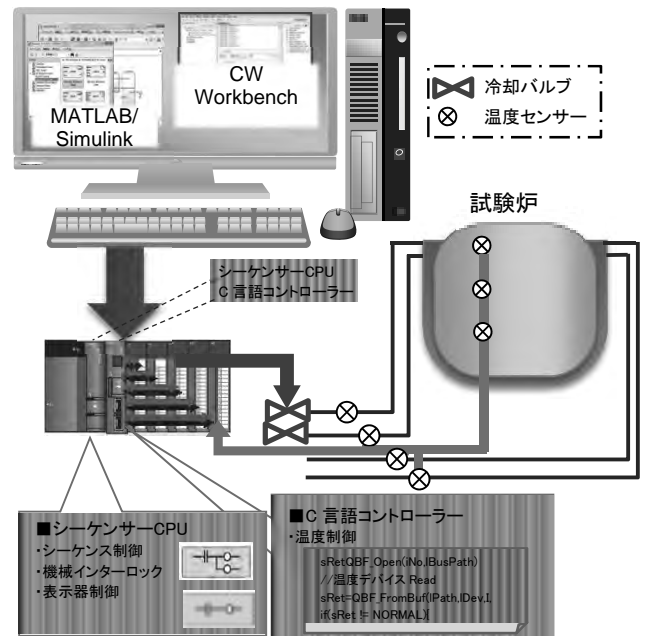 MATLAB/
Simulink
CW
Workbench
冷却バルブ
温度センサー
試験炉
シーケンサーCPU
C 言語コントローラー
■シーケンサーCPU
・シーケンス制御
・機械インターロック
・表示器制御
■C 言語コントローラー
・温度制御
sRetQBF_Open(iNo,lBusPath)
//温度デバイス Read
sRet=QBF_FromBuf(lPath,lDev,l,
if(sRet != NORMAL){